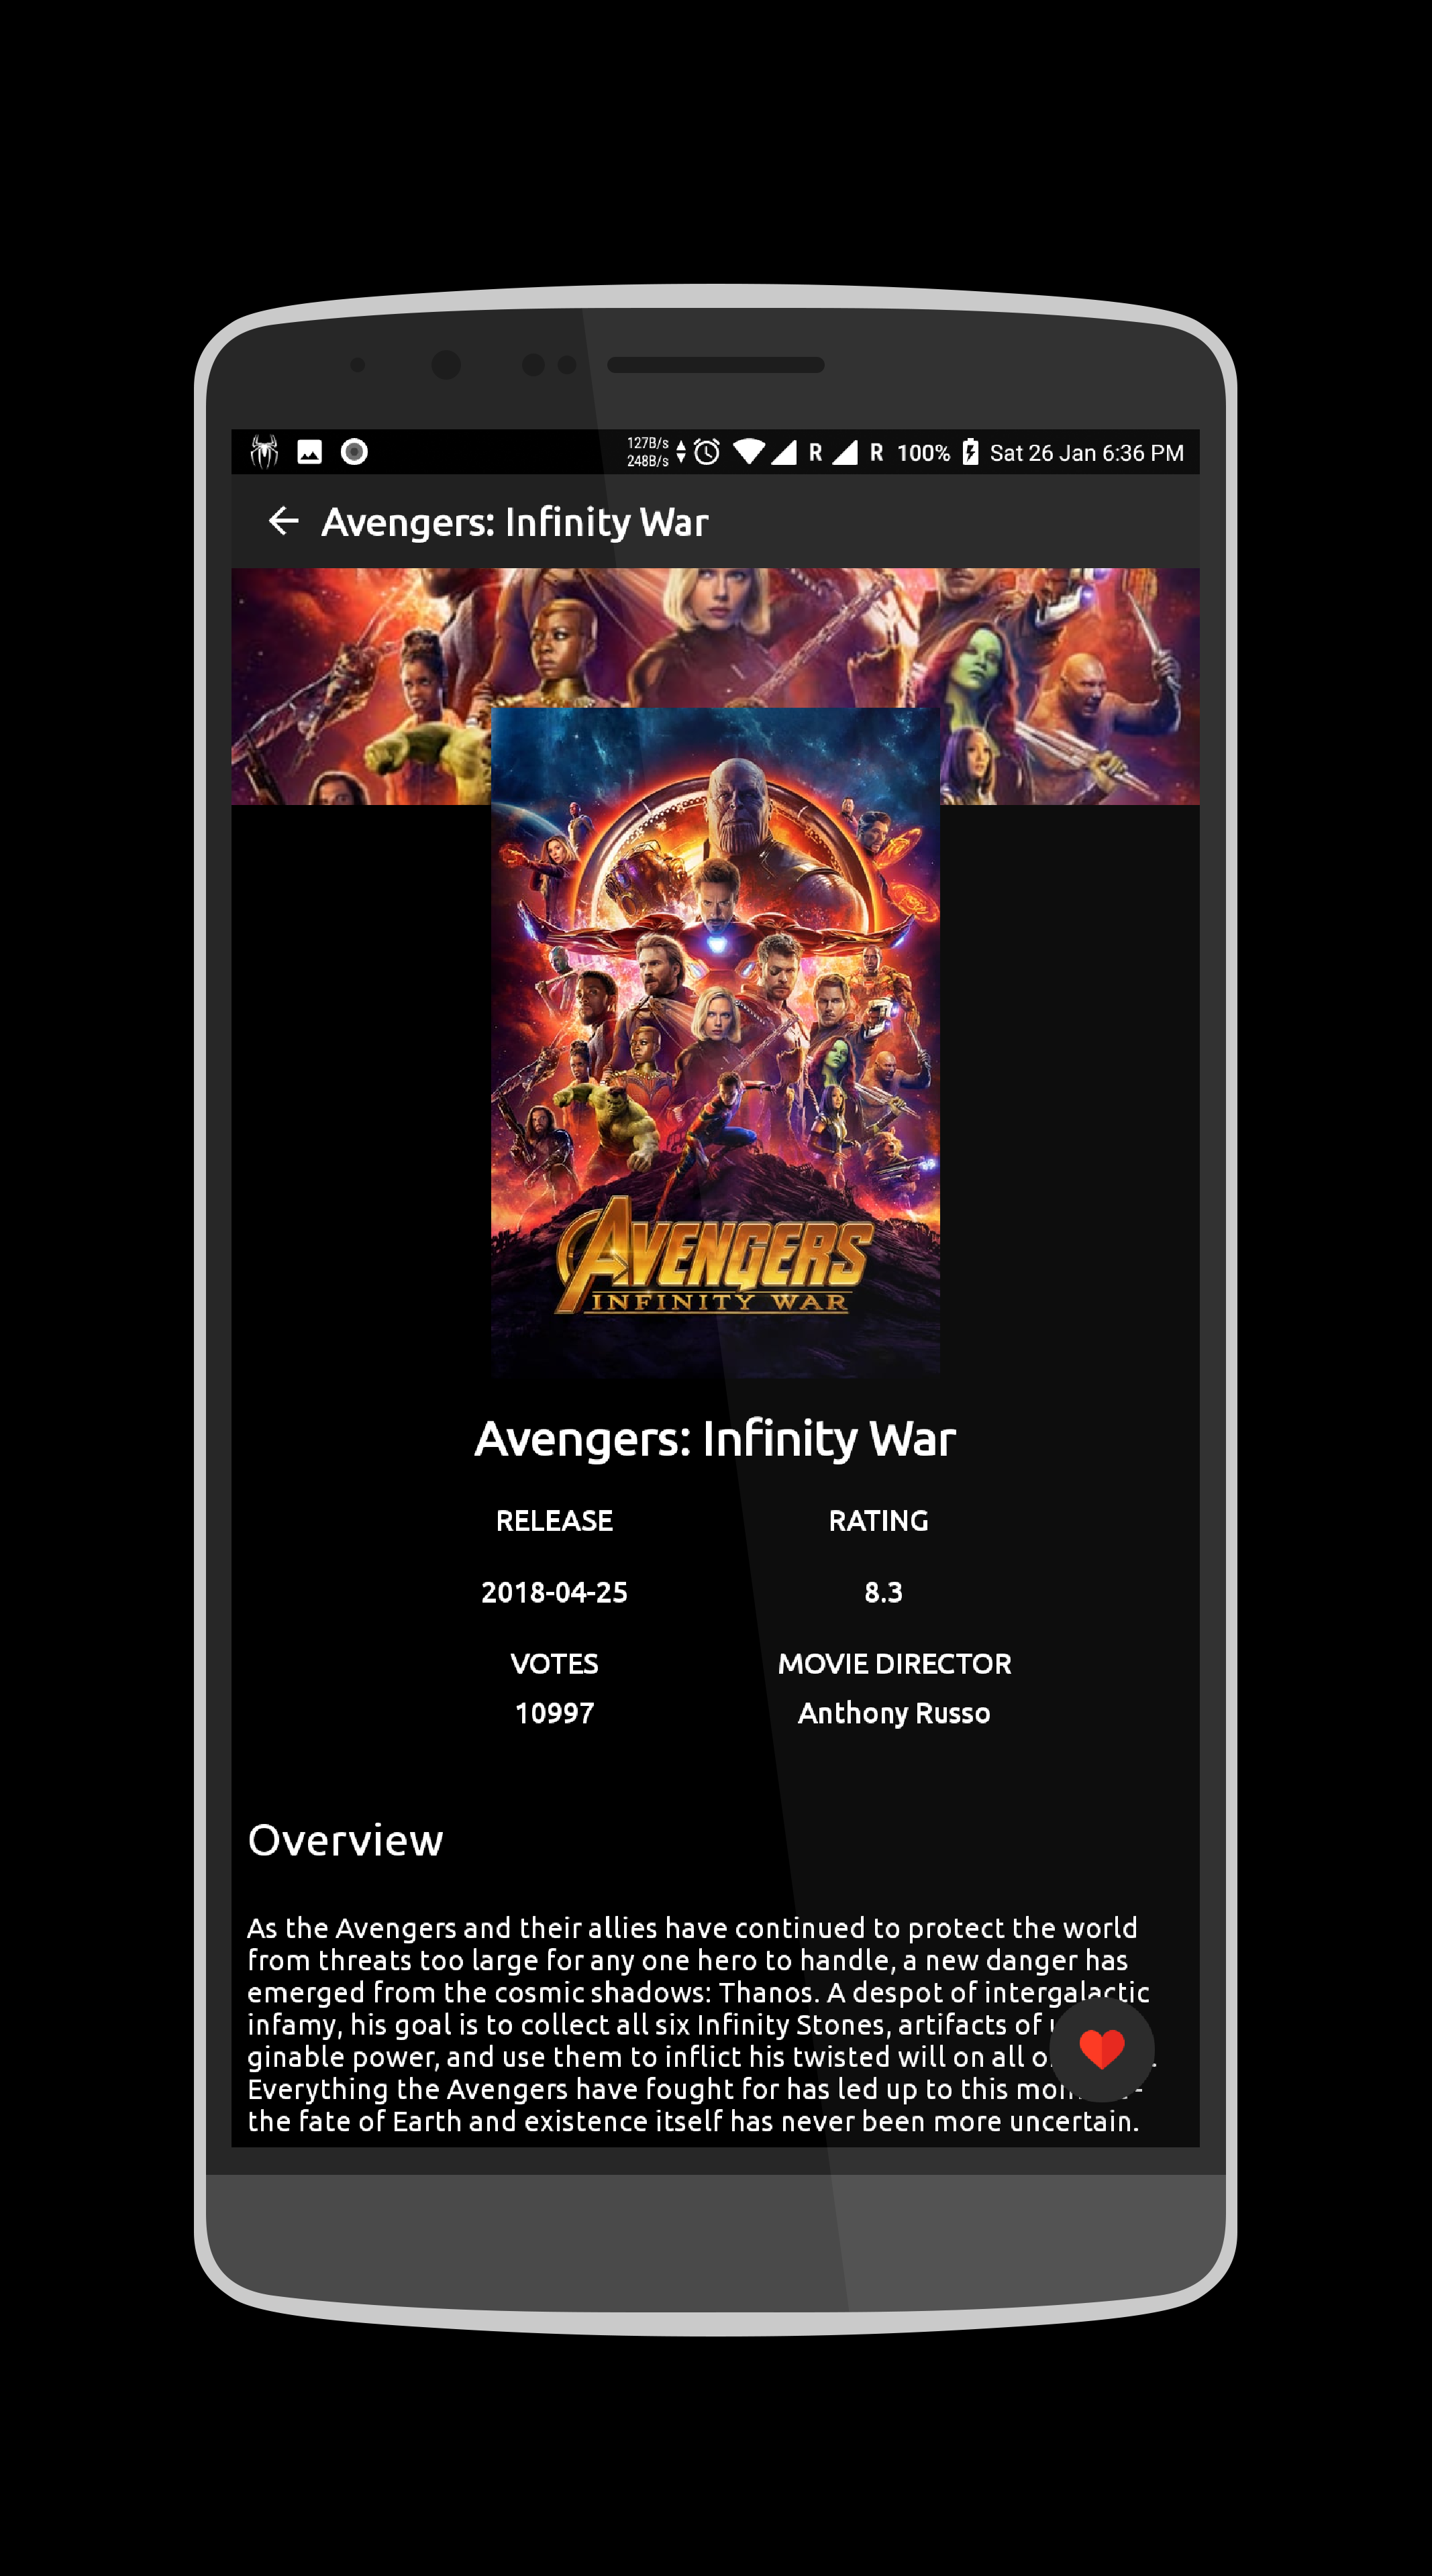 127B/s
248B/s
R R 100% Sat 26 Jan 6:36 PM
Avengers: Infinity War
AVENGERS
INFINITY WAR
Avengers: Infinity War
RELEASE RATING
2018-04-25 8.3
VOTES MOVIE DIRECTOR
10997 Anthony Russo
Overview
As the Avengers and their allies have continued to protect the world
from threats too large for any one hero to handle, a new danger has
emerged from the cosmic shadows: Thanos. A despot of intergalactic
infamy, his goal is to collect all six Infinity Stones, artifacts of
ginable power, and use them to inflict his twisted will on all
Everything the Avengers have fought for has led up to this -
the fate of Earth and existence itself has never been more uncertain.